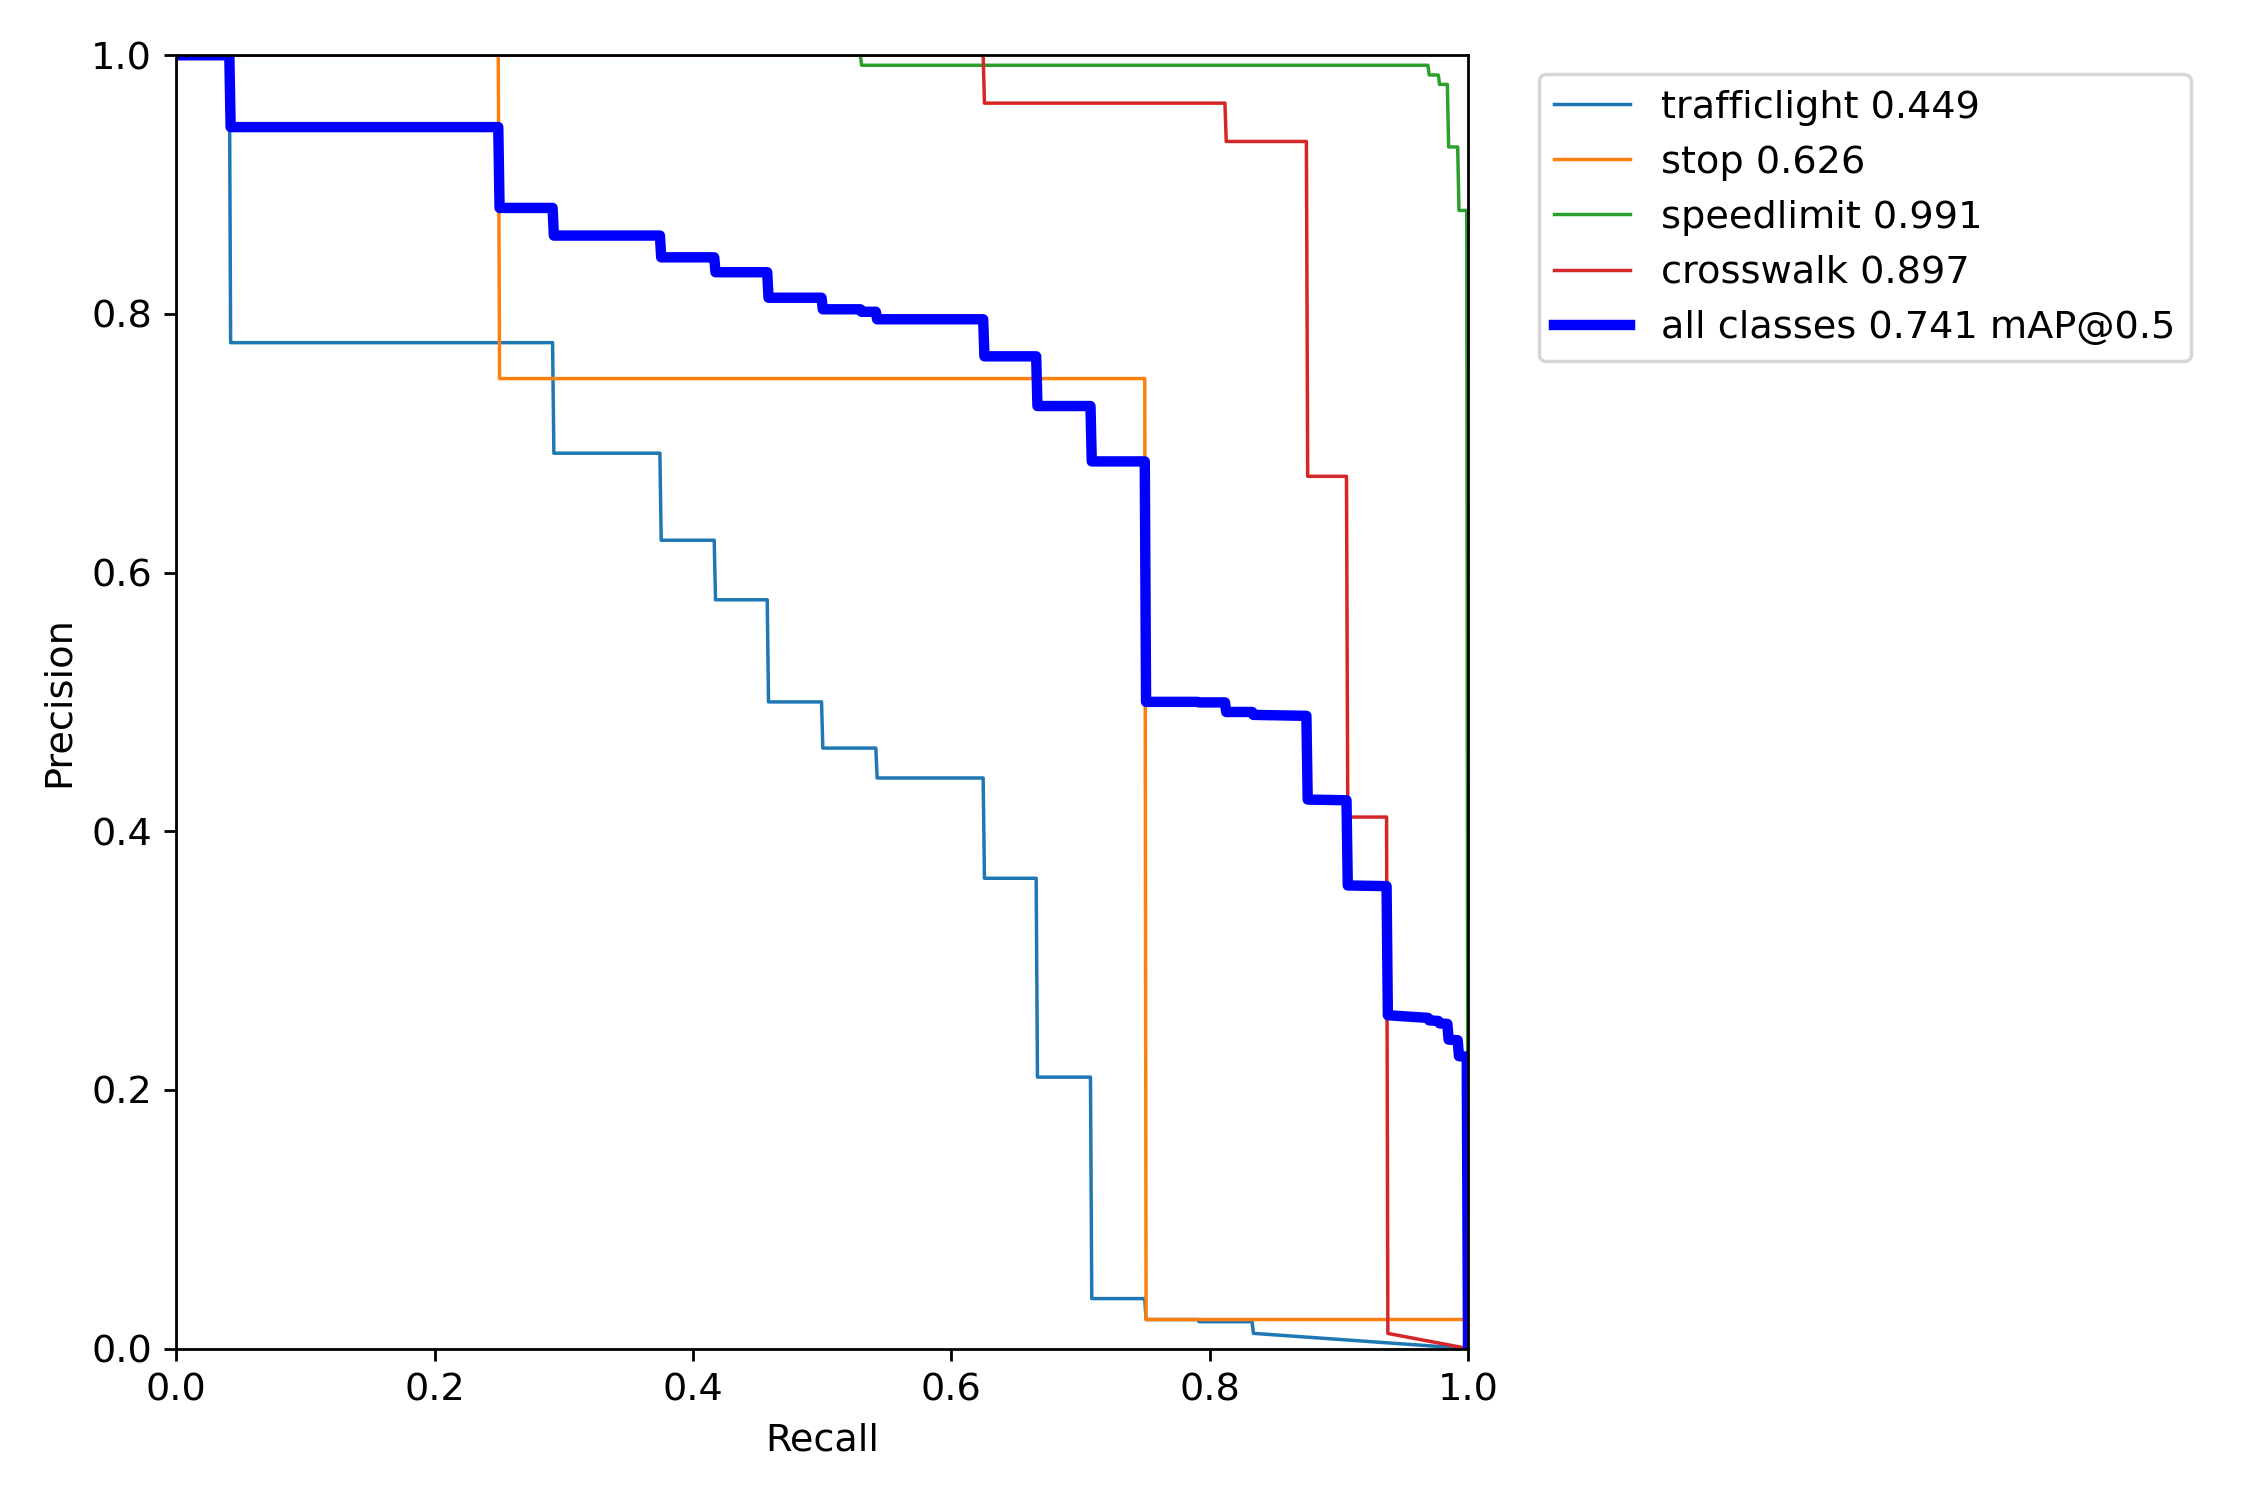 1.0
0.8
0.6
0.4
0.2
0.0
Precision
0.0 0.2 0.4 0.6 0.8 1.0
Recall
trafficlight 0.449
stop 0.626
speedlimit 0.991
crosswalk 0.897
all classes 0.741 mAP@0.5